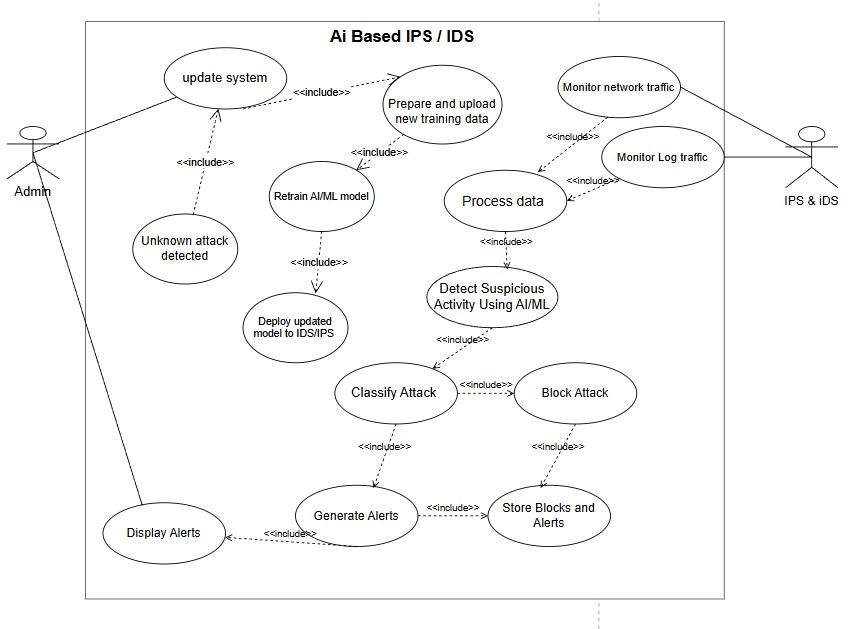 Ai Based IPS / IDS
update system
<<include>>
Prepare and upload
new training data
Monitor network traffic
<<include>>
Monitor Log traffic
<<include>>
Admin
<<include>>
<<include>>
Retrain AI/ML model
Process data
IPS & iDS
<<include>>
Unknown attack
detected
<<include>>
Detect Suspicious
Activity Using AI/ML
Deploy updated
model to IDS/IPS
<<include>>
Classify Attack
<<include>>
Block Attack
<<include>>
<<include>>
Generate Alerts
<<include>>
Store Blocks and
Alerts
Display Alerts
<<include>>